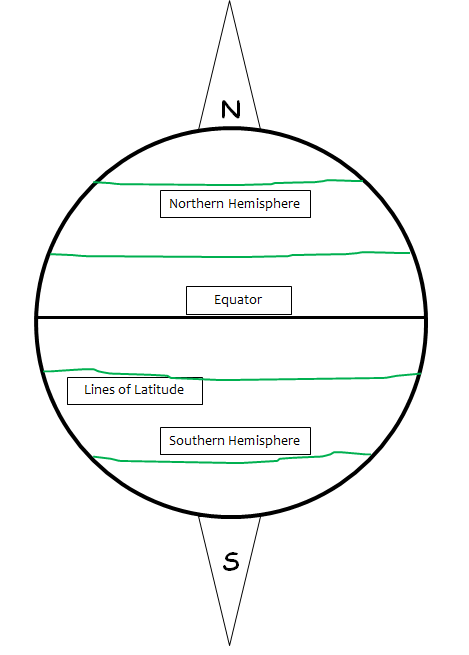 N
Northern Hemisphere
Equator
Lines of Latitude
Southern Hemisphere
S